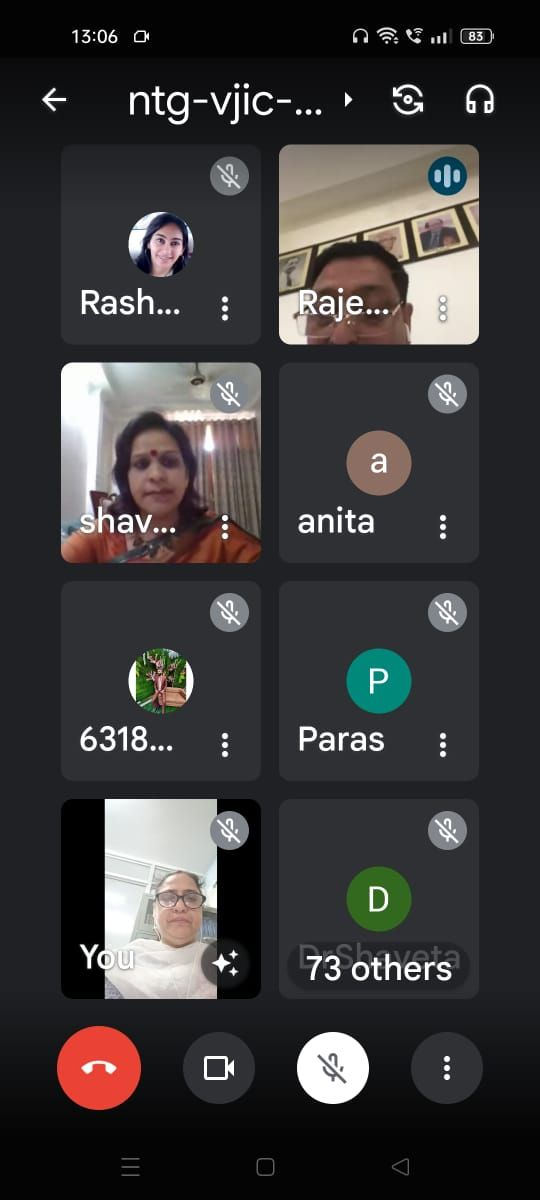 13:06
83
ntg-vjic-...
Rash...
Raje...
shav...
a
anita
6318...
P
Paras
You
D
DrShaveta
73 others